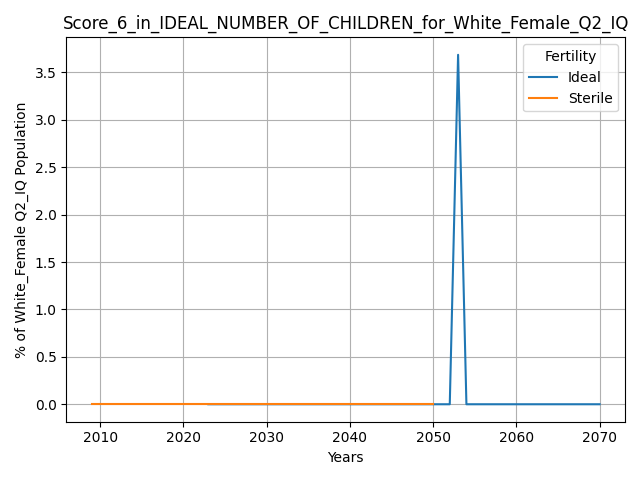 Score_6_in_IDEAL_NUMBER_OF_CHILDREN_for_White_Female_Q2_IQ
Fertility
Ideal
Sterile
% of White_Female Q2_IQ Population
3.5
3.0
2.5
2.0
1.5
1.0
0.5
0.0
2010 2020 2030 2040 2050 2060 2070
Years